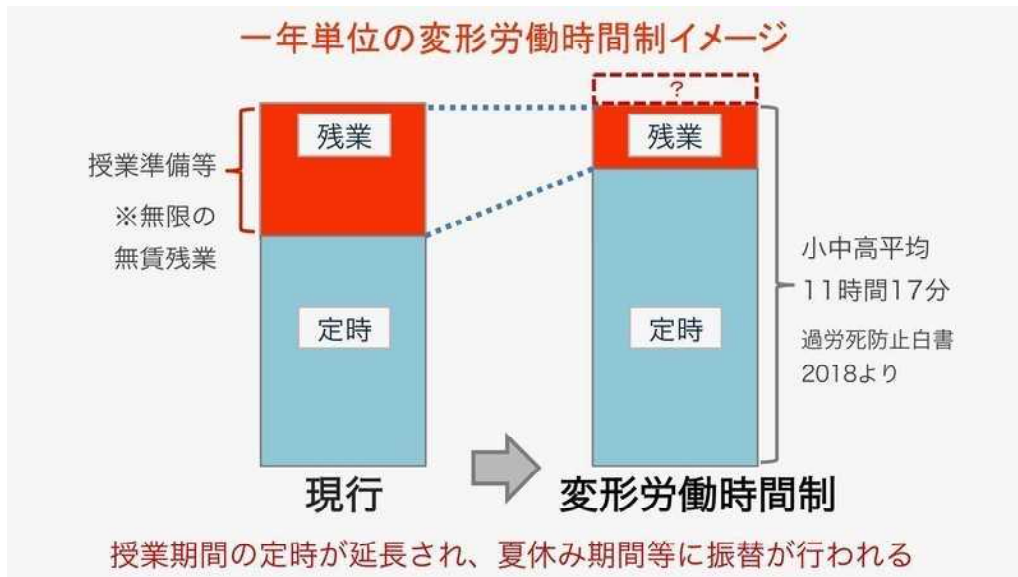 一年単位の変形労働時間制イメージ
?
残業
残業
授業準備等
※無限の
無賃残業
定時
定時
小中高平均
11時間17分
過労死防止白書
2018より
現行
変形労働時間制
授業期間の定時が延長され、夏休み期間等に振替が行われる